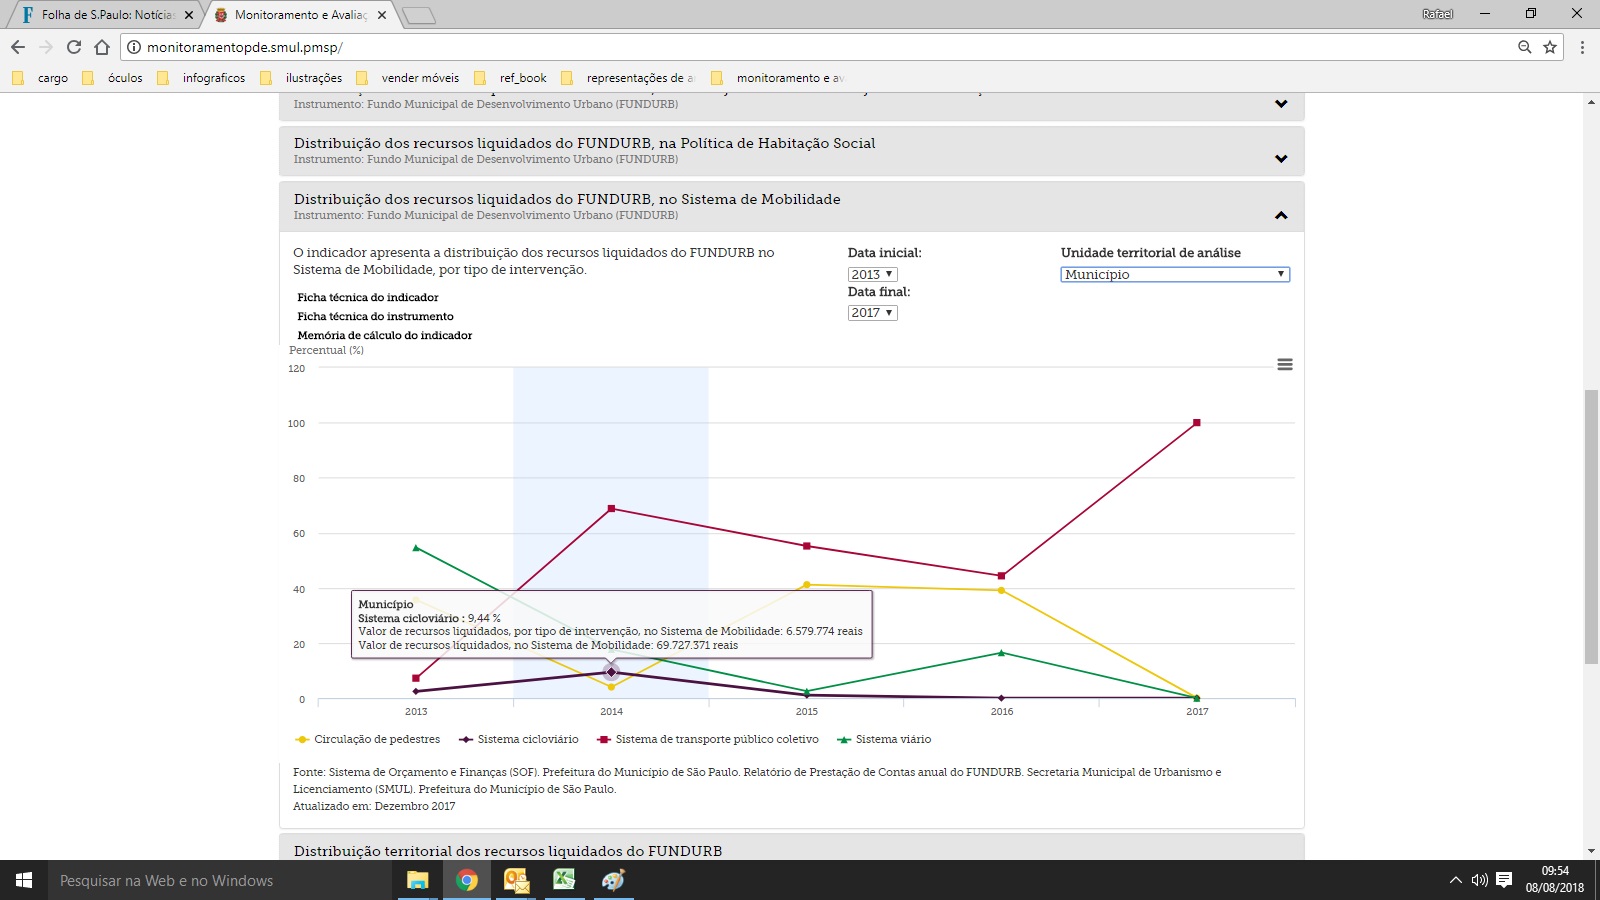 Folha de S.Paulo: Notícias
Monitoramento e Avaliaç
Rafael
monitoramentopde.smul.pmsp/
cargo
óculos
infograficos
ilustrações
vender móveis
ref_book
representações de a
monitoramento e av
Instrumento: Fundo Municipal de Desenvolvimento Urbano (FUNDURB)
Distribuição dos recursos liquidados do FUNDURB, na Política de Habitação Social
Instrumento: Fundo Municipal de Desenvolvimento Urbano (FUNDURB)
Distribuição dos recursos liquidados do FUNDURB, no Sistema de Mobilidade
Instrumento: Fundo Municipal de Desenvolvimento Urbano (FUNDURB)
O indicador apresenta a distribuição dos recursos liquidados do FUNDURB no
Sistema de Mobilidade, por tipo de intervenção.
Ficha técnica do indicador
Ficha técnica do instrumento
Memória de cálculo do indicador
Data inicial:
2013
Data final:
2017
Unidade territorial de análise
Município
Percentual (%)
120
100
80
60
40
20
0
Município
Sistema cicloviário : 9,44 %
Valor de recursos liquidados, por tipo de intervenção, no Sistema de Mobilidade: 6.579.774 reais
Valor de recursos liquidados, no Sistema de Mobilidade: 69.727.371 reais
2013 2014 2015 2016 2017
Circulação de pedestres Sistema cicloviário Sistema de transporte público coletivo Sistema viário
Fonte: Sistema de Orçamento e Finanças (SOF). Prefeitura do Município de São Paulo. Relatório de Prestação de Contas anual do FUNDURB. Secretaria Municipal de Urbanismo e
Licenciamento (SMUL). Prefeitura do Município de São Paulo.
Atualizado em: Dezembro 2017
Distribuição territorial dos recursos liquidados do FUNDURB
Pesquisar na Web e no Windows
09:54
08/08/2018